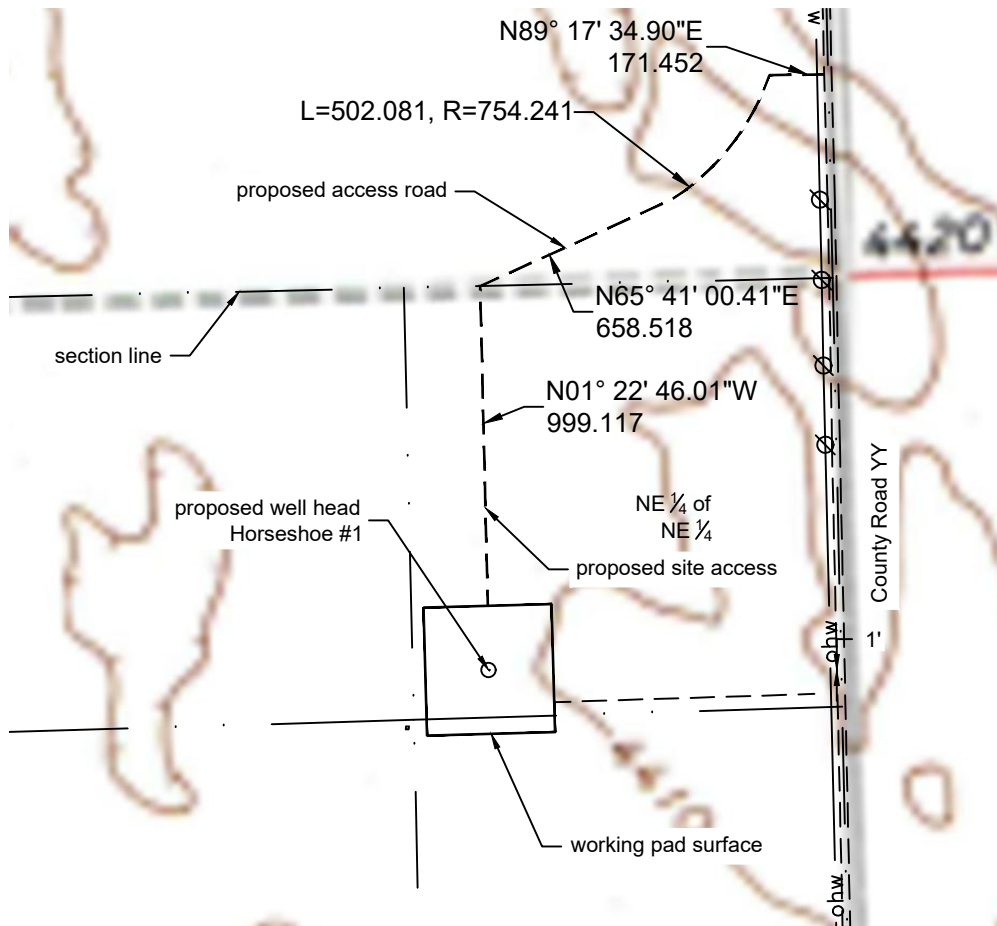 w
N89° 17' 34.90"E
171.452
L=502.081, R=754.241
proposed access road
4420
N65° 41' 00.41"E
658.518
section line
N01° 22' 46.01"W
999.117
proposed well head
Horseshoe #1
NE ¼ of
NE ¼
proposed site access
County Road YY
ohw
1'
4410
working pad surface
ohw